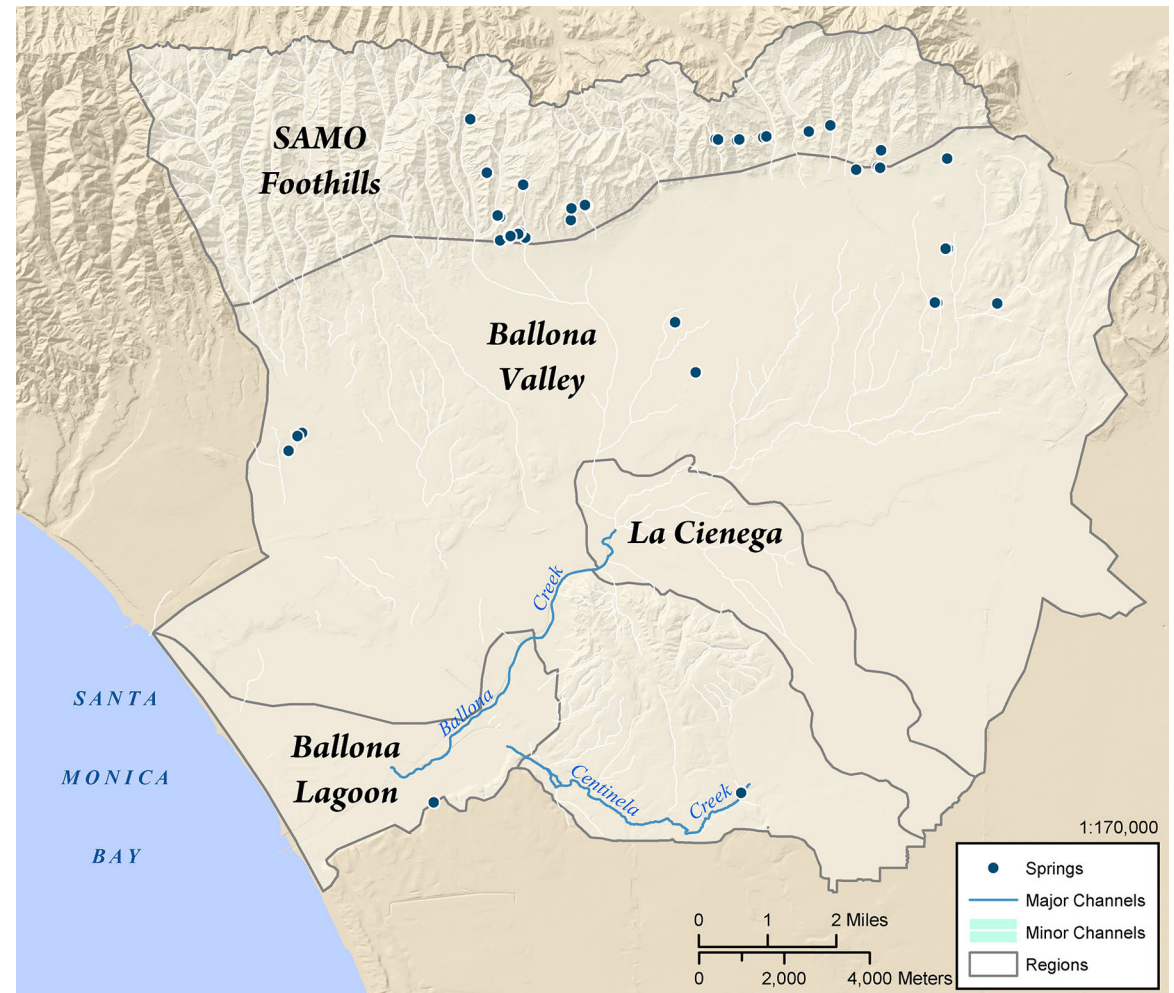 SAMO
Foothills
Ballona
Valley
La Cienega
Creek
Ballona
SANTA
MONICA
BAY
Ballona
Lagoon
Centinela
Creek
1:170,000
Springs
Major Channels
Minor Channels
Regions
0 1 2 Miles
0 2,000 4,000 Meters